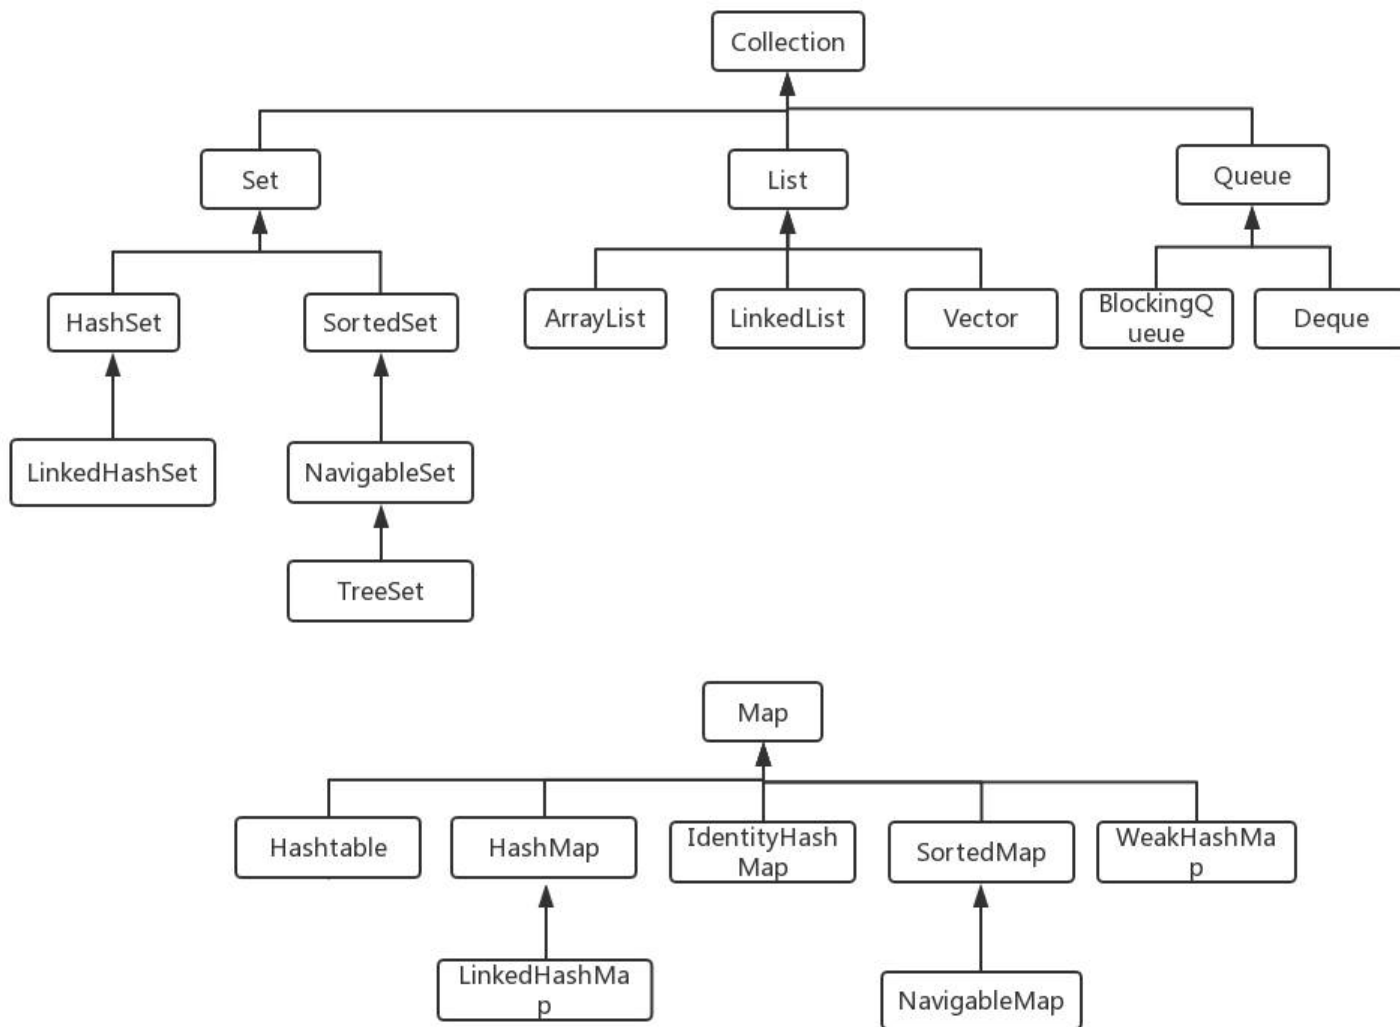 Collection
Set
List
Queue
HashSet
SortedSet
ArrayList
LinkedList
Vector
BlockingQ
ueue
Deque
LinkedHashSet
NavigableSet
TreeSet
Map
Hashtable
HashMap
IdentityHash
Map
SortedMap
WeakHashMa
p
LinkedHashMa
p
NavigableMap